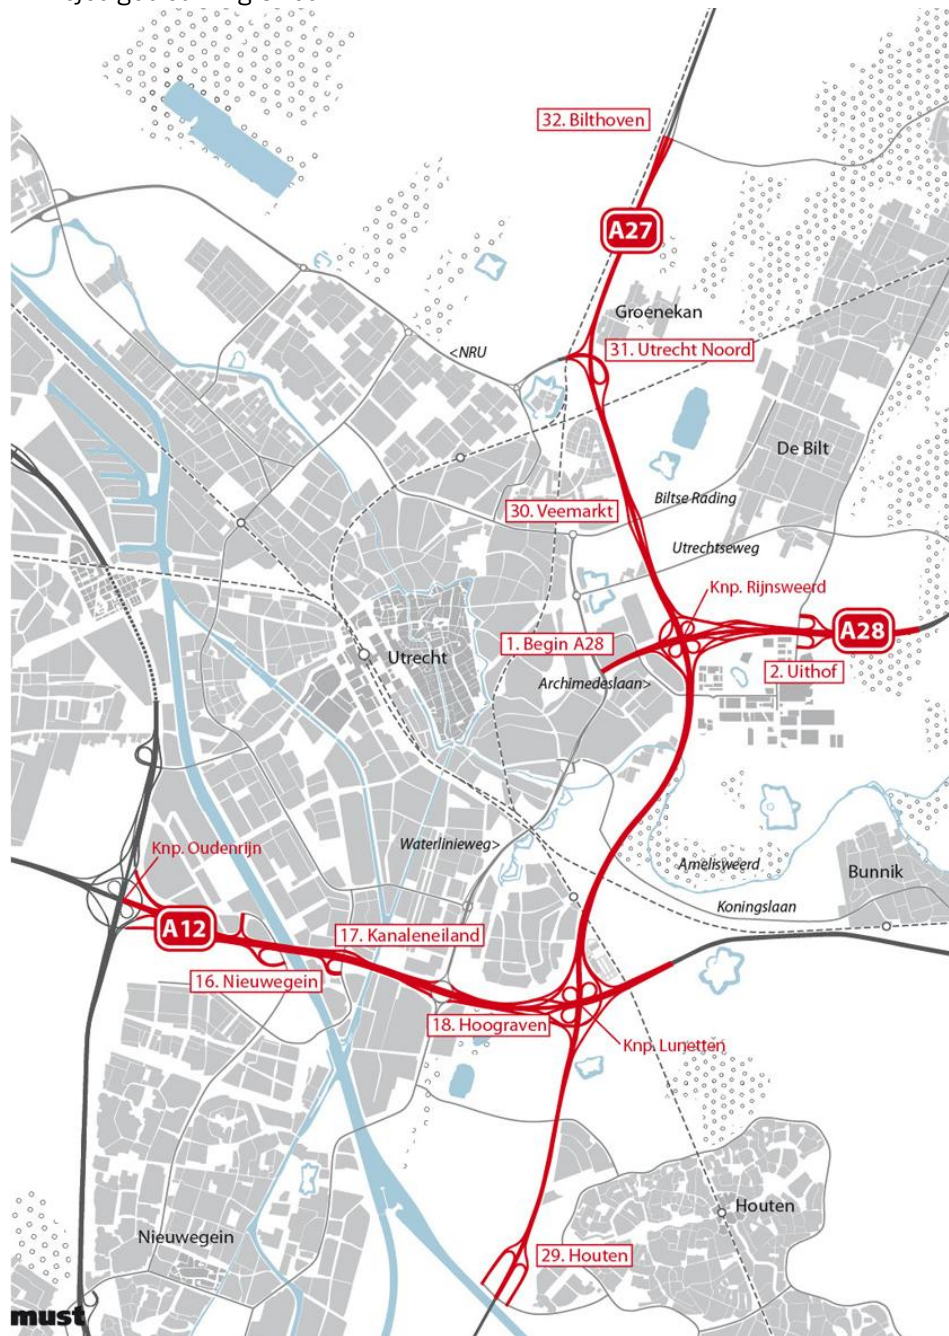 32. Bilthoven
A27
Groenekan
<NRU
31. Utrecht Noord
De Bilt
Biltse Rading
30. Veemarkt
Utrechtseweg
Knp. Rijnsweerd
A28
1. Begin A28
Utrecht
2. Uithof
Archimedeslaan>
Waterlinieweg>
Knp. Oudenrijn
Amelisweerd
Bunnik
Koningslaan
A12
17. Kanaleneiland
16. Nieuwegein
18. Hoograven
Knp. Lunetten
Houten
Nieuwegein
29. Houten
must